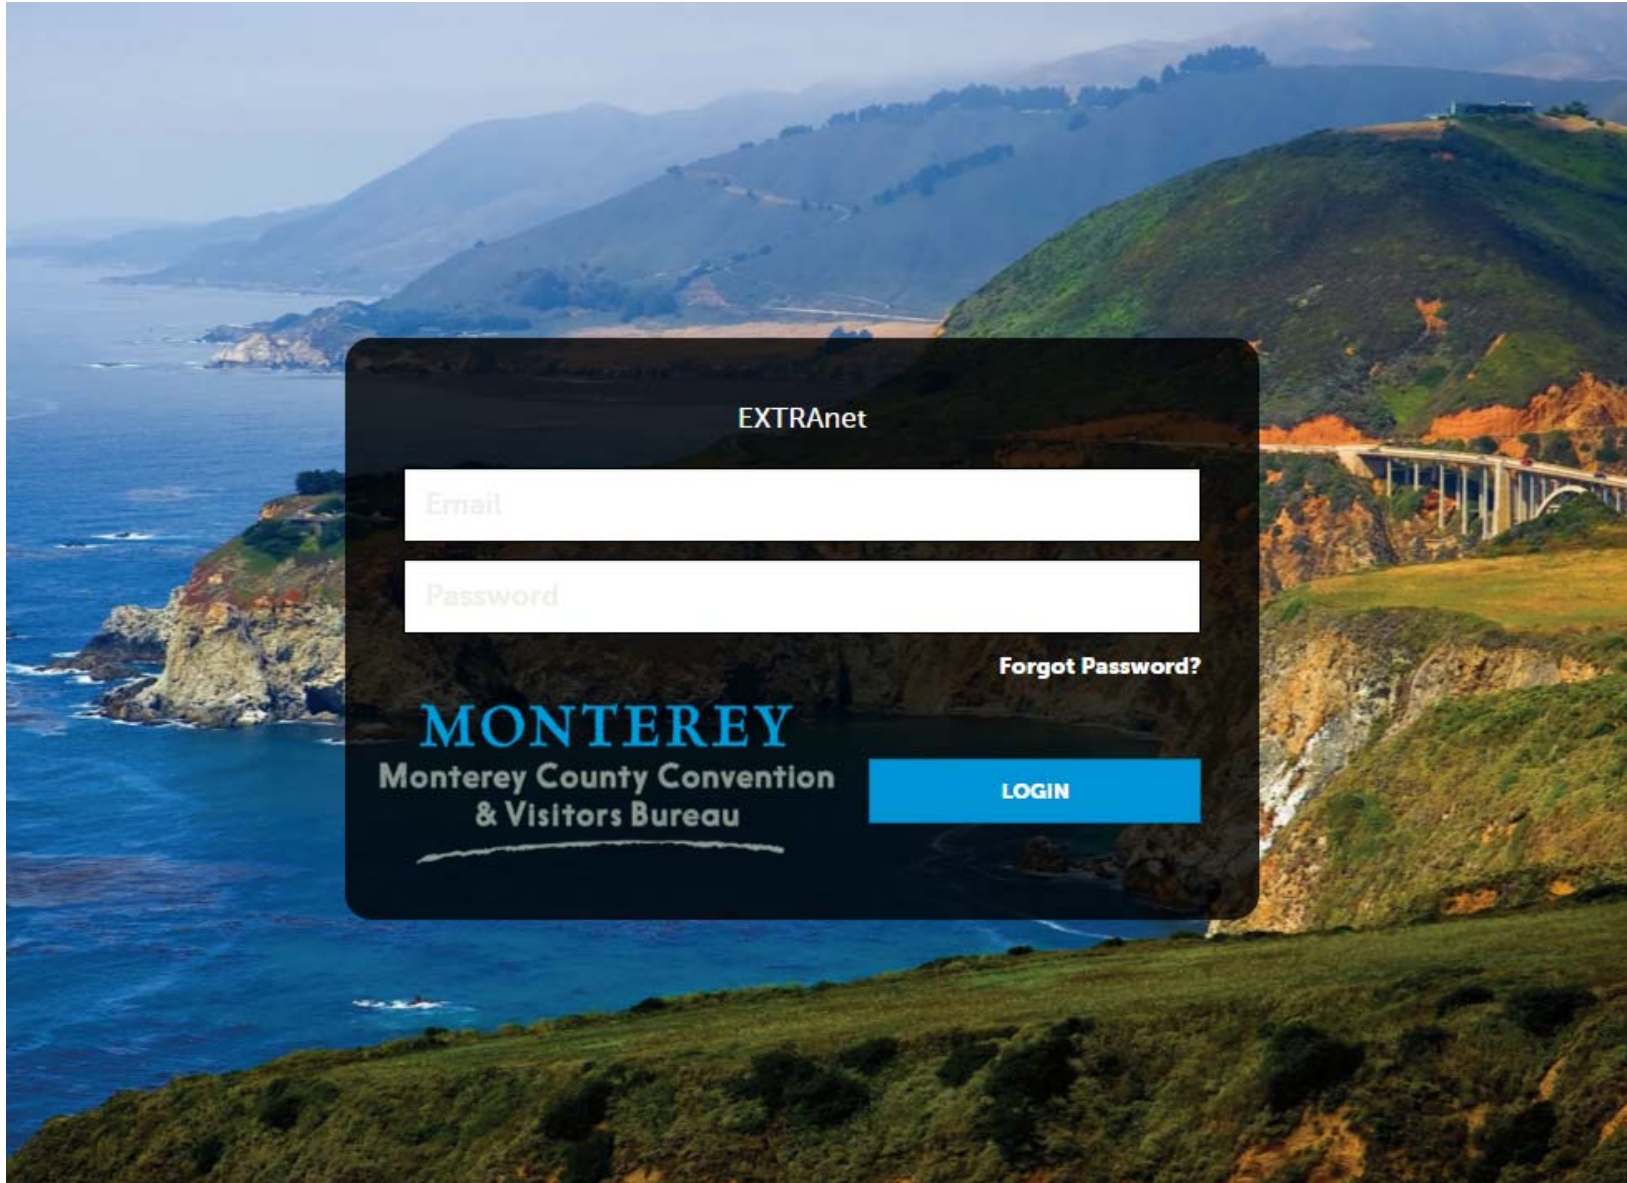 EXTRAnet
Email
Password
Forgot Password?
MONTEREY
Monterey County Convention
& Visitors Bureau
LOGIN